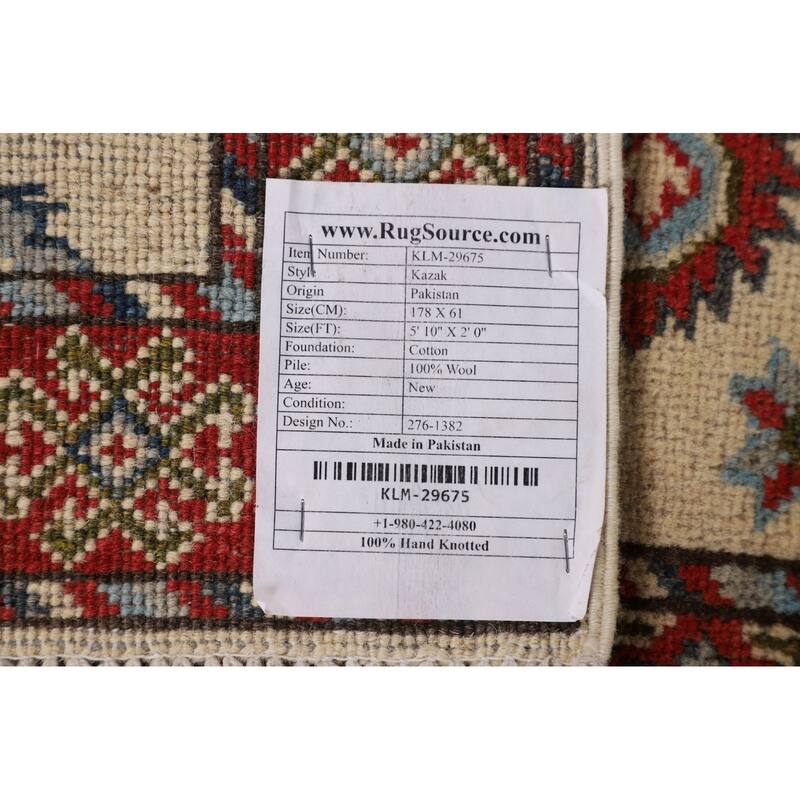 www.RugSource.com
Item Number: KLM-29675
Style Kazak
Origin Pakistan
Size(CM): 178 X 61
Size(FT): 5' 10" X 2' 0"
Foundation: Cotton
Pile: 100% Wool
Age: New
Condition:
Design No.: 276-1382
Made in Pakistan
KLM-29675
+1-980-422-4080
100% Hand Knotted